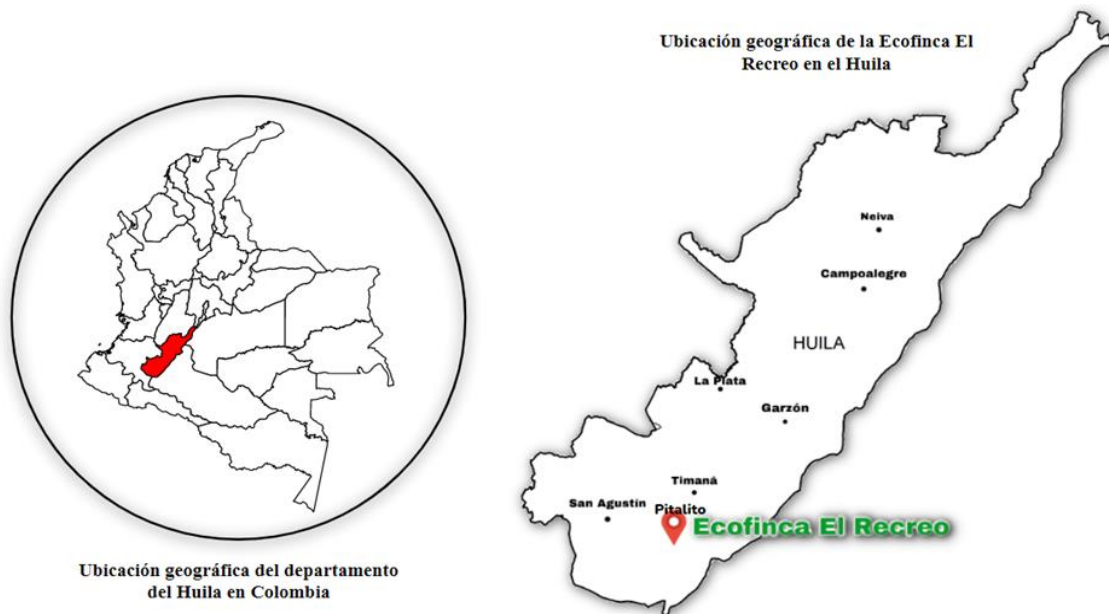 Ubicación geográfica de la Ecofinca El
Recreo en el Huila
Neiva
Campoalegre
HUILA
La Plata
Garzón
Timaná
San Agustín
Pitalito
Ecofinca El Recreo
Ubicación geográfica del departamento
del Huila en Colombia